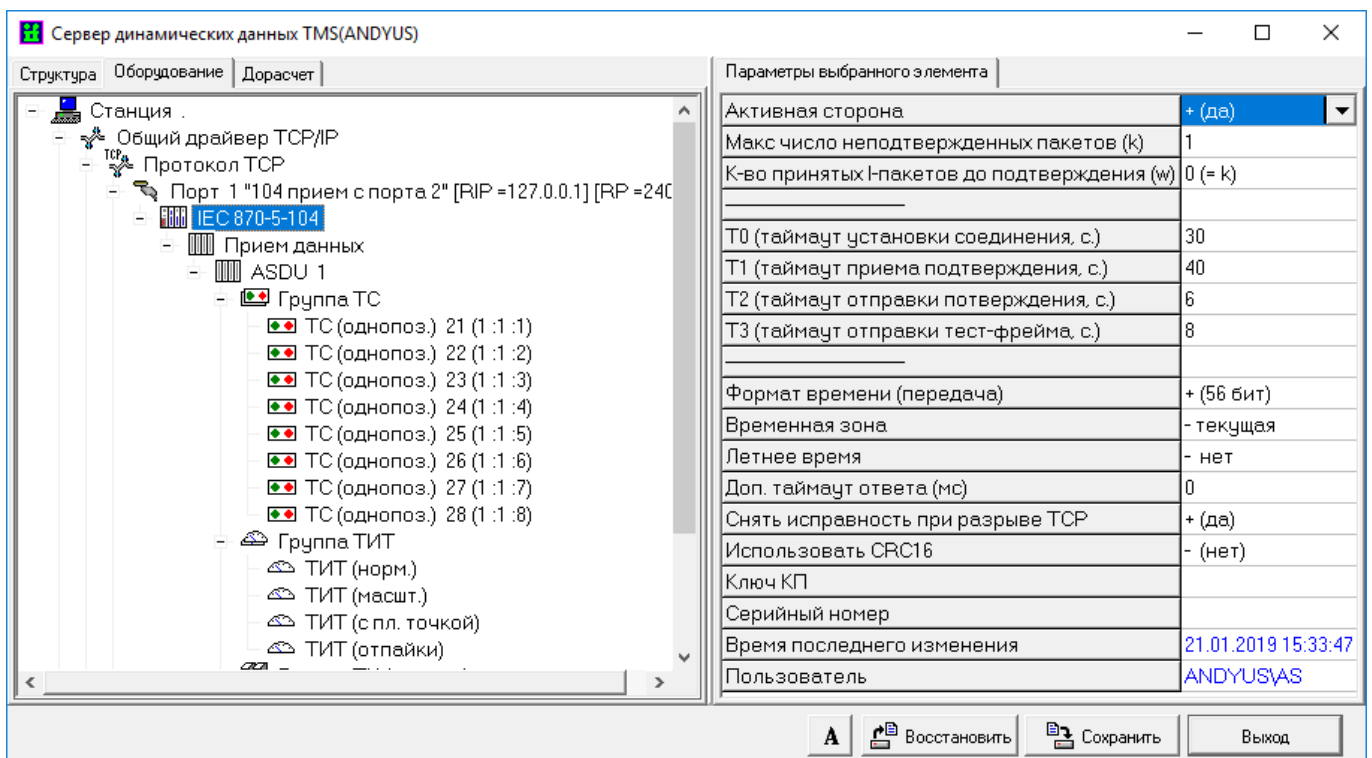 Сервер динамических данных TMS(ANDYUS)
Структура Оборудование Дорасчет
Станция .
Общий драйвер TCP/IP
TCP
Протокол TCP
Порт 1 "104 прием с порта 2" [RIP =127.0.0.1] [RP =240
IEC 870-5-104
Прием данных
ASDU 1
Группа ТС
ТС (однопоз.) 21 (1 :1 :1)
ТС (однопоз.) 22 (1 :1 :2)
ТС (однопоз.) 23 (1 :1 :3)
ТС (однопоз.) 24 (1 :1 :4)
ТС (однопоз.) 25 (1 :1 :5)
ТС (однопоз.) 26 (1 :1 :6)
ТС (однопоз.) 27 (1 :1 :7)
ТС (однопоз.) 28 (1 :1 :8)
Группа ТИТ
ТИТ (норм.)
ТИТ (масшт.)
ТИТ (с пл. точкой)
ТИТ (отпайки)
Параметры выбранного элемента
Активная сторона + (да)
Макс число неподтвержденных пакетов (k) 1
К-во принятых I-пакетов до подтверждения (w) 0 (= k)
T0 (таймаут установки соединения, с.) 30
T1 (таймаут приема подтверждения, с.) 40
T2 (таймаут отправки потверждения, с.) 6
T3 (таймаут отправки тест-фрейма, с.) 8
Формат времени (передача) + (56 бит)
Временная зона - текущая
Летнее время - нет
Доп. таймаут ответа (мс) 0
Снять исправность при разрыве TCP + (да)
Использовать CRC16 - (нет)
Ключ КП
Серийный номер
Время последнего изменения 21.01.2019 15:33:47
Пользователь ANDYUS\AS
A Восстановить Сохранить Выход